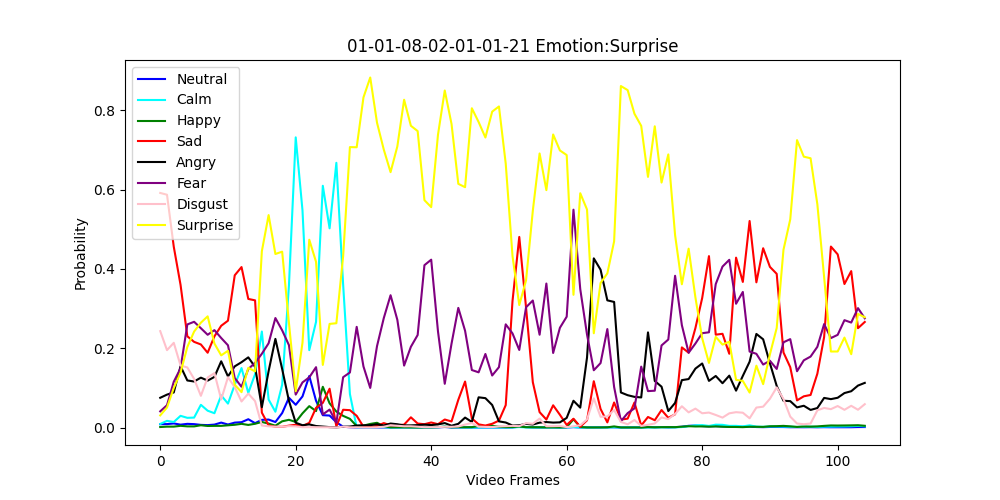 01-01-08-02-01-01-21 Emotion:Surprise
Neutral
Calm
Happy
Sad
Angry
Fear
Disgust
Surprise
Probability
0.8
0.6
0.4
0.2
0.0
0 20 40 60 80 100
Video Frames